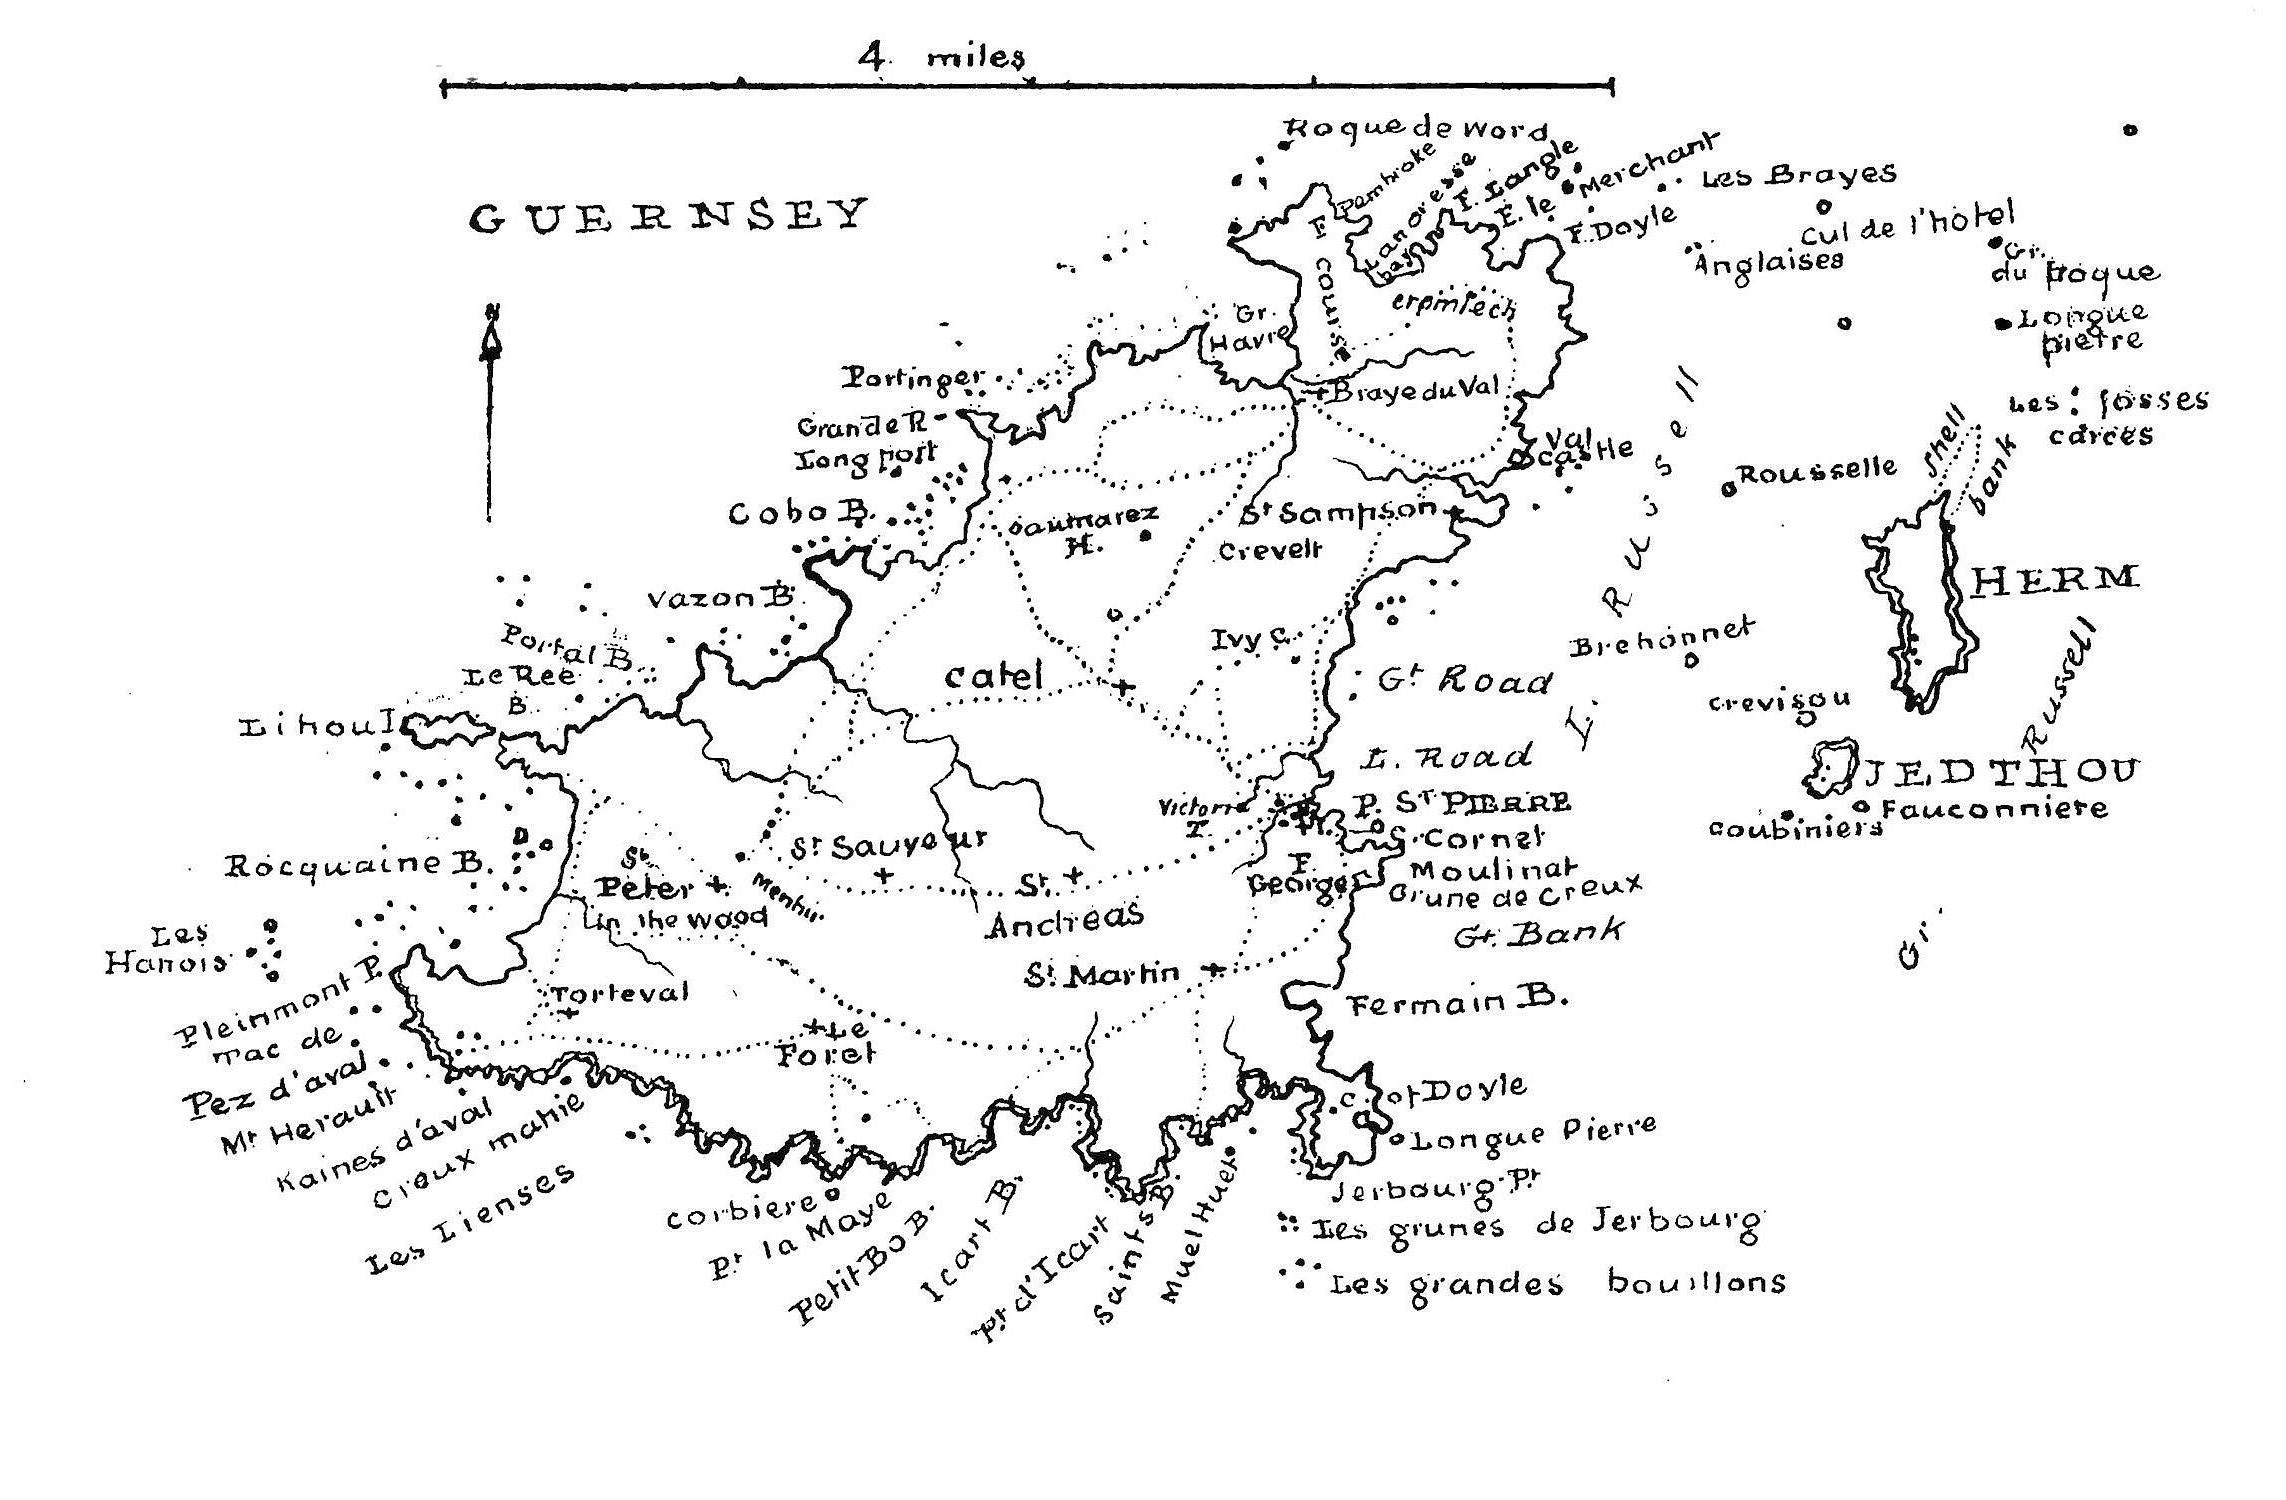 4 miles
GUERNSEY
N
Roque de Word
F. Pembroke
Lancresse
bay
F. Langle
F. le Merchant
F. Doyle
Les Brayes
Cul de l'hotel
Anglaises
Gr.
du Roque
Longue
pierre
Les fosses
carces
course
Gr.
Havre
Braye du Val
Portinger
Grande R
Long port
Cobo B.
Val
castle
L. Russell
Rousselle
shell
bank
Saumarez
H.
St Sampson
Crevelt
HERM
Vazon B.
Portal B.
Le Ree
B.
Lihou I
Ivy C.
Brehonnet
Catel
Gt Road
Crevisou
Gr. Russell
L. Road
JEDTHOU
Victoria
T.
P. ST PIERRE
Fauconniere
Coubiniers
C. Cornet
St Sauveur
Rocquaine B.
St
Peter
in the wood
Menhir
St.
Andreas
F.
George
Moulinat
Grune de Creux
Gt. Bank
Les
Hanois
St Martin
Pleinmont P.
Torteval
Fermain B.
Tac de
Pez d'aval
Le
Foret
Mt Herault
Kaines d'aval
Creux mahie
Les Lienses
C. of Doyle
Longue Pierre
Jerbourg Pt
Corbiere
Pt la Maye
Petit Bo B.
Icart B.
Pt d'Icart
Saints B.
Muel Huet
Les grunes de Jerbourg
Les grandes bouillons